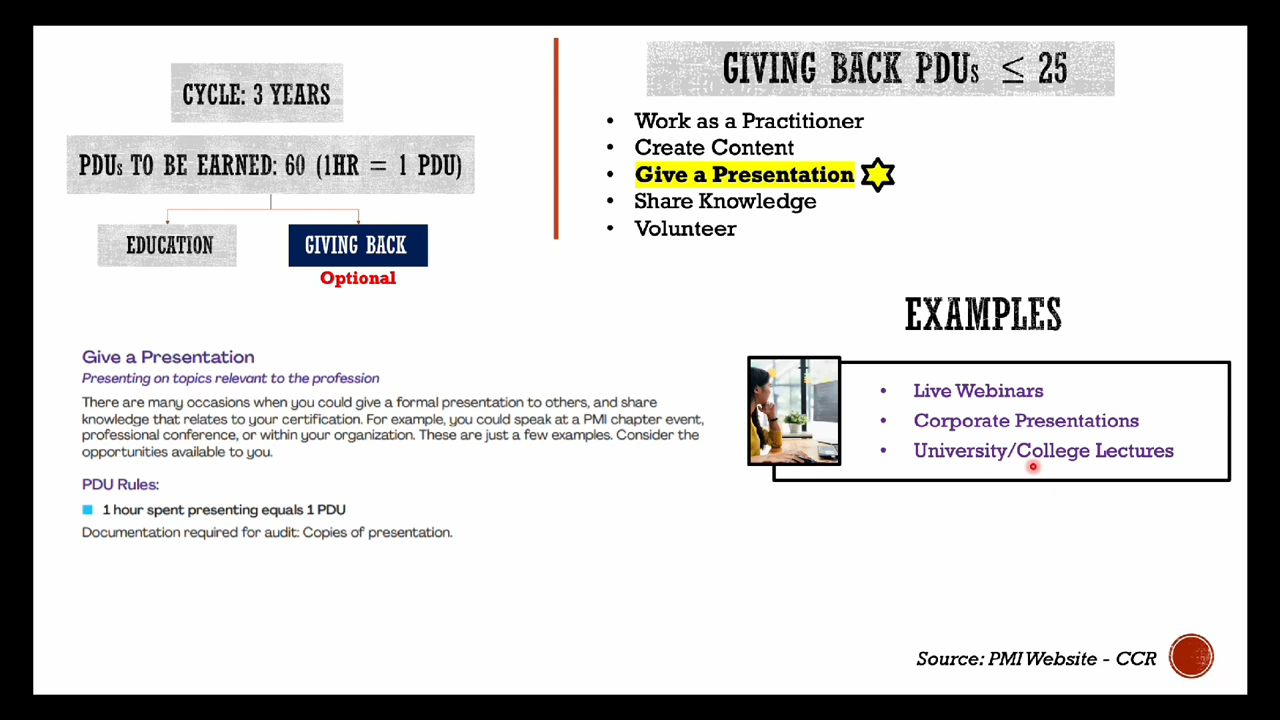 CYCLE: 3 YEARS
PDUs TO BE EARNED: 60 (1HR = 1 PDU)
EDUCATION
GIVING BACK
Optional
GIVING BACK PDUs ≤ 25
• Work as a Practitioner
• Create Content
• Give a Presentation
• Share Knowledge
• Volunteer
Give a Presentation
Presenting on topics relevant to the profession
There are many occasions when you could give a formal presentation to others, and share
knowledge that relates to your certification. For example, you could speak at a PMI chapter event,
professional conference, or within your organization. These are just a few examples. Consider the
opportunities available to you.
PDU Rules:
1 hour spent presenting equals 1 PDU
Documentation required for audit: Copies of presentation.
EXAMPLES
• Live Webinars
• Corporate Presentations
• University/College Lectures
Source: PMI Website - CCR